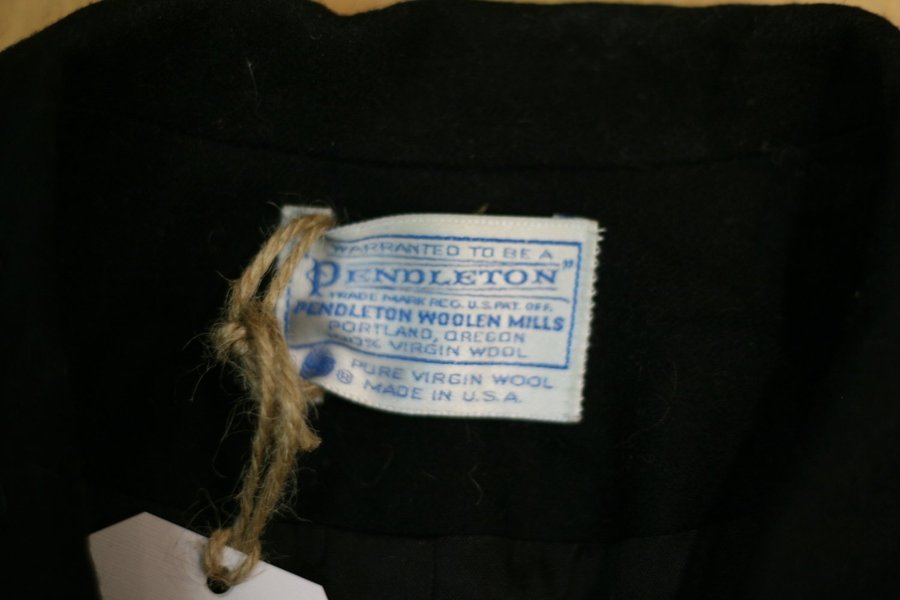 WARRANTED TO BE A
"PENDLETON"
TRADE MARK REG. U.S. PAT. OFF.
PENDLETON WOOLEN MILLS
PORTLAND, OREGON
% VIRGIN WOOL
® PURE VIRGIN WOOL
MADE IN U.S.A.